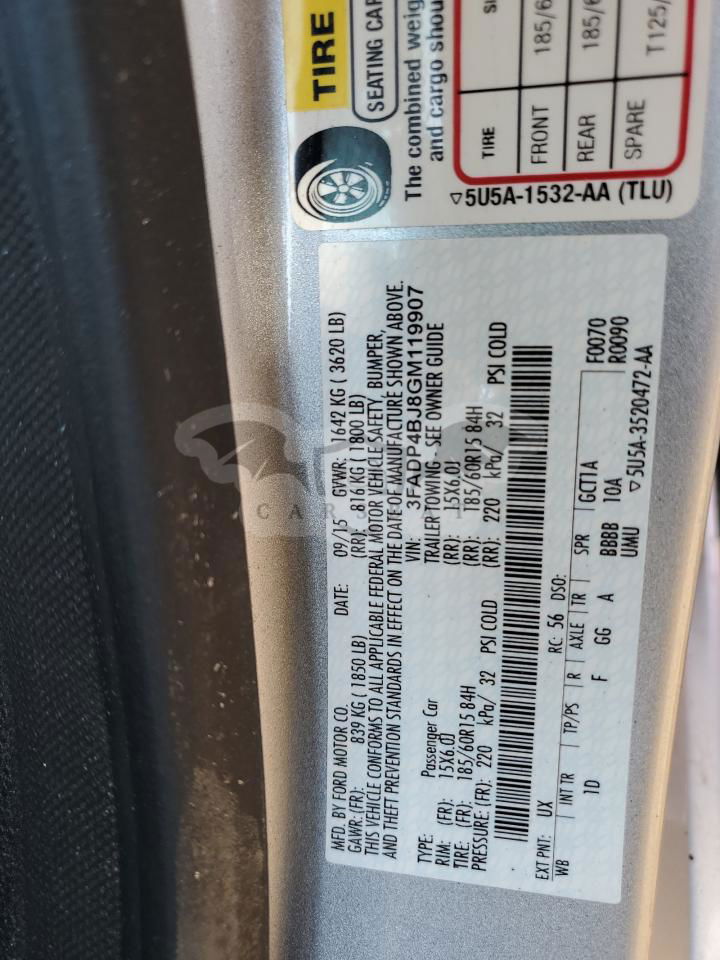 TIRE
SEATING CAP
The combined weig
and cargo shou
TIRE SI
FRONT 185/6
REAR 185/6
SPARE T125/
▽5U5A-1532-AA (TLU)
MFD. BY FORD MOTOR CO. DATE: 09/15 GVWR: 1642 KG ( 3620 LB)
GAWR: (FR): 839 KG ( 1850 LB) (RR): 816 KG ( 1800 LB)
THIS VEHICLE CONFORMS TO ALL APPLICABLE FEDERAL MOTOR VEHICLE SAFETY, BUMPER,
AND THEFT PREVENTION STANDARDS IN EFFECT ON THE DATE OF MANUFACTURE SHOWN ABOVE.
VIN: 3FADP4BJ8GM119907
TYPE: Passenger Car TRAILER TOWING - SEE OWNER GUIDE
RIM: (FR): 15X6.0J (RR): 15X6.0J
TIRE: (FR): 185/60R15 84H (RR): 185/60R15 84H
PRESSURE: (FR): 220 kPa/ 32 PSI COLD (RR): 220 kPa/ 32 PSI COLD
EXT PNT: UX RC: 56 DSO: F0070
WB INT TR TP/PS R AXLE TR SPR GCT1A R0090
1D F GG A BBBB 10A
UMU ▽5U5A-3520472-AA